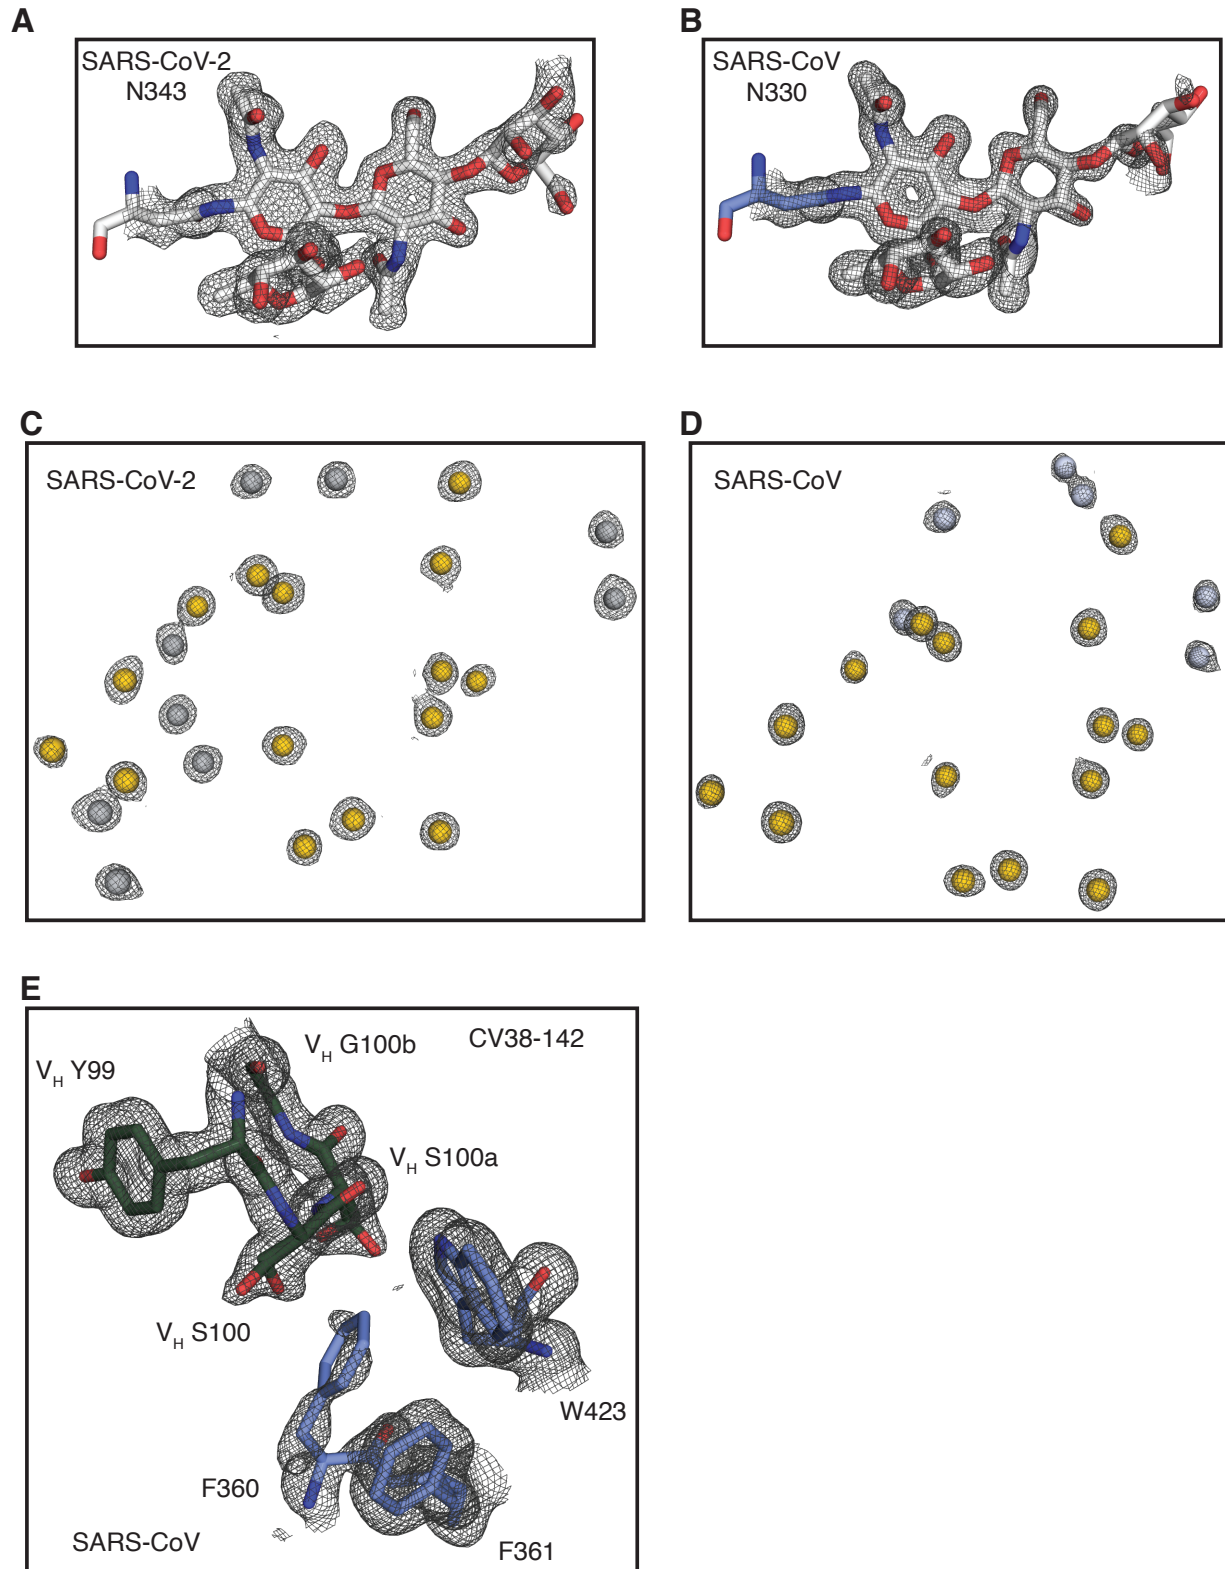 A
SARS-CoV-2
N343
B
SARS-CoV
N330
C
SARS-CoV-2
D
SARS-CoV
E
CV38-142
VH G100b
VH Y99
VH S100a
VH S100
W423
F360
SARS-CoV
F361